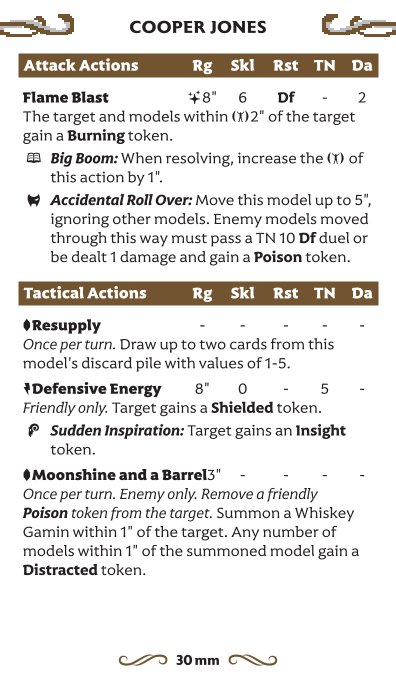 COOPER JONES
Attack Actions Rg Skl Rst TN Da
Flame Blast 8" 6 Df - 2
The target and models within 2" of the target
gain a Burning token.
Big Boom: When resolving, increase the of
this action by 1".
Accidental Roll Over: Move this model up to 5",
ignoring other models. Enemy models moved
through this way must pass a TN 10 Df duel or
be dealt 1 damage and gain a Poison token.
Tactical Actions Rg Skl Rst TN Da
Resupply - - - - -
Once per turn. Draw up to two cards from this
model's discard pile with values of 1-5.
Defensive Energy 8" 0 - 5 -
Friendly only. Target gains a Shielded token.
Sudden Inspiration: Target gains an Insight
token.
Moonshine and a Barrel3" - - - -
Once per turn. Enemy only. Remove a friendly
Poison token from the target. Summon a Whiskey
Gamin within 1" of the target. Any number of
models within 1" of the summoned model gain a
Distracted token.
30 mm